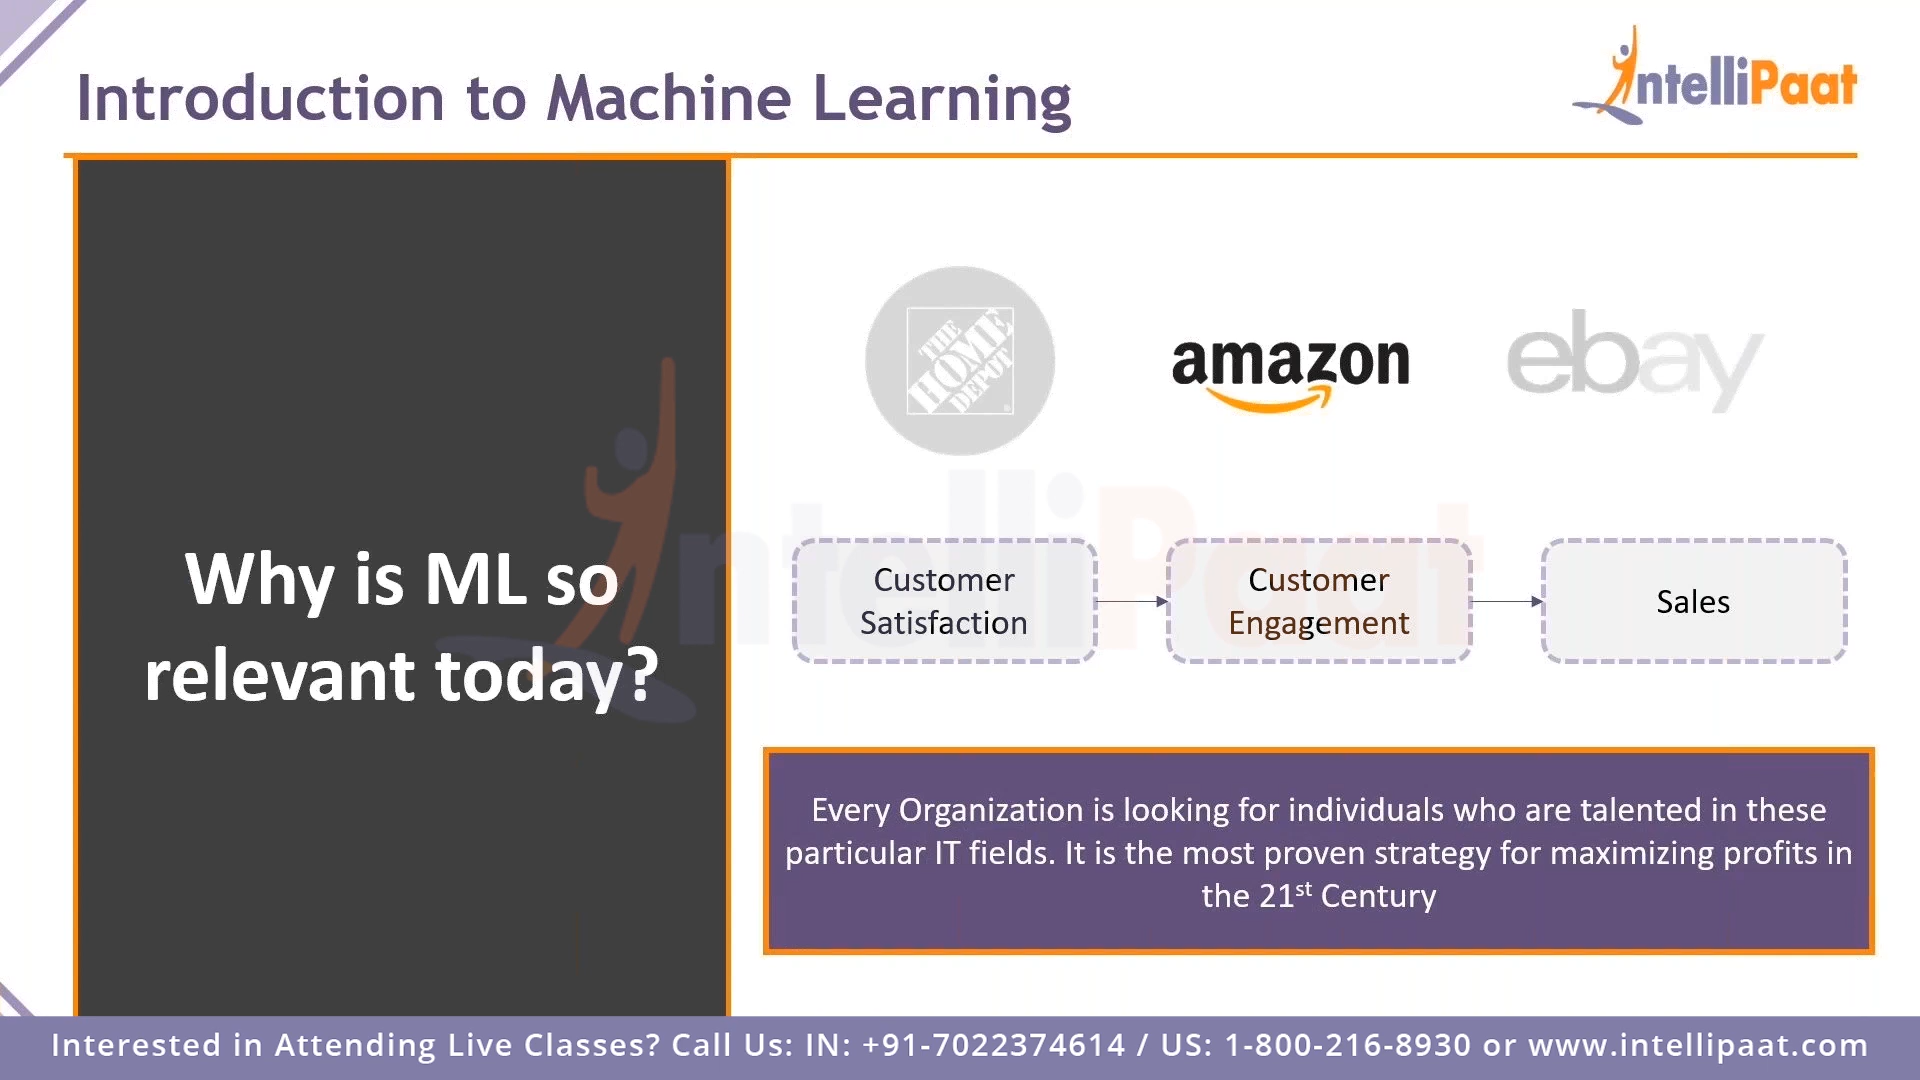 Introduction to Machine Learning
IntelliPaat
Why is ML so
relevant today?
THE
HOME
DEPOT
amazon
ebay
IntelliPaat
Customer
Satisfaction
Customer
Engagement
Sales
Every Organization is looking for individuals who are talented in these
particular IT fields. It is the most proven strategy for maximizing profits in
the 21st Century
Interested in Attending Live Classes? Call Us: IN: +91-7022374614 / US: 1-800-216-8930 or www.intellipaat.com